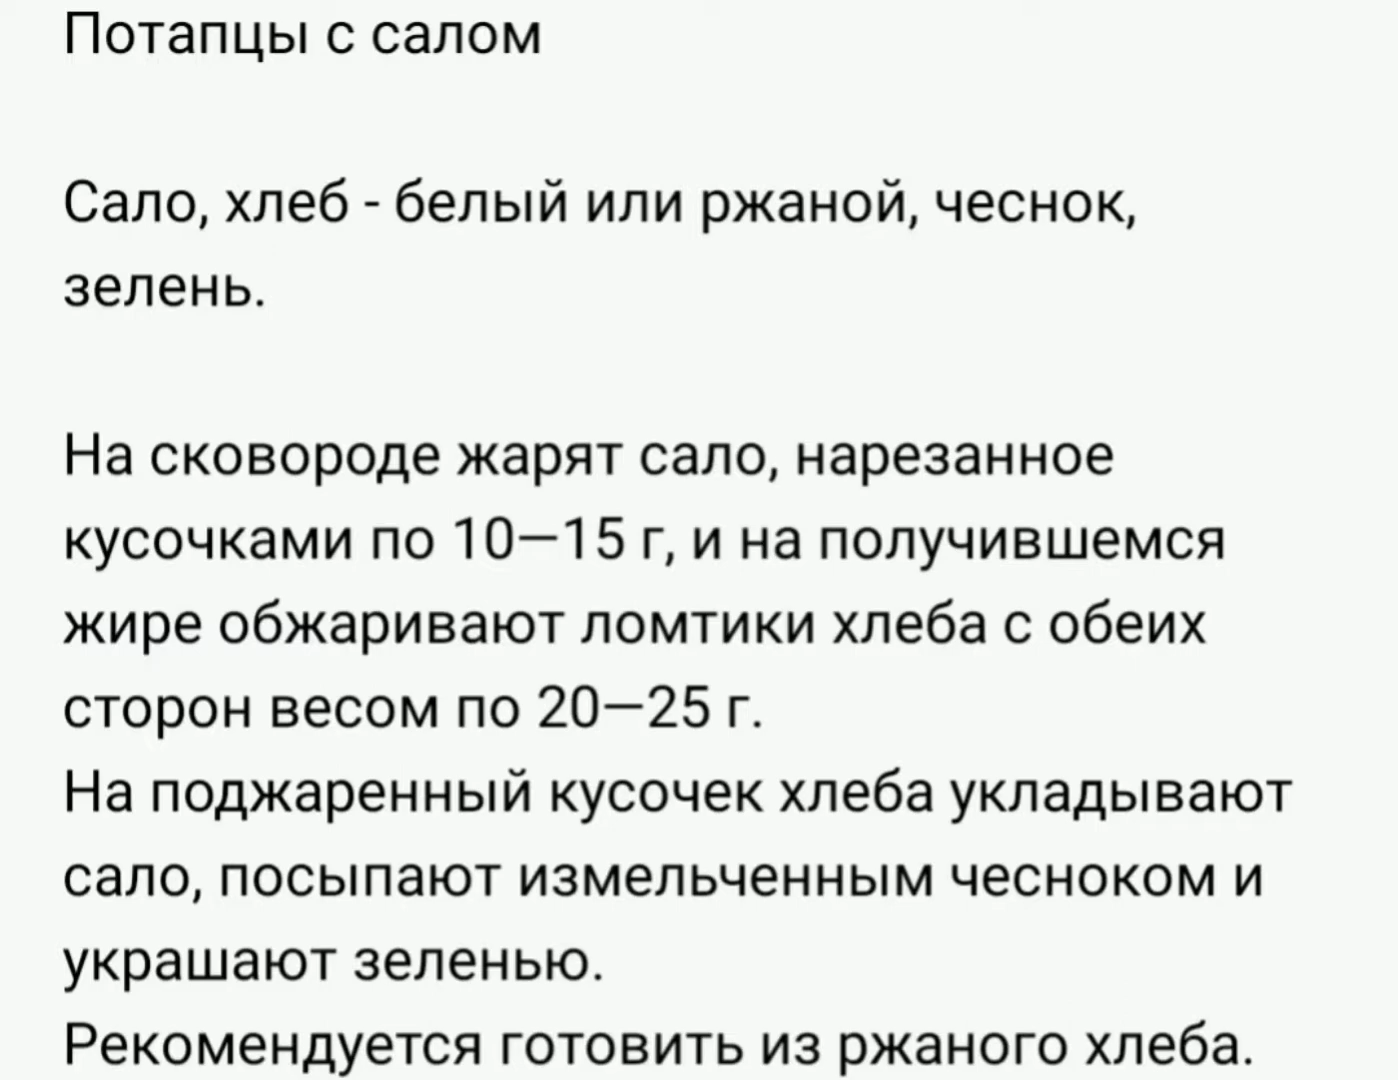 Потапцы с салом
Сало, хлеб - белый или ржаной, чеснок,
зелень.
На сковороде жарят сало, нарезанное
кусочками по 10—15 г, и на получившемся
жире обжаривают ломтики хлеба с обеих
сторон весом по 20—25 г.
На поджаренный кусочек хлеба укладывают
сало, посыпают измельченным чесноком и
украшают зеленью.
Рекомендуется готовить из ржаного хлеба.